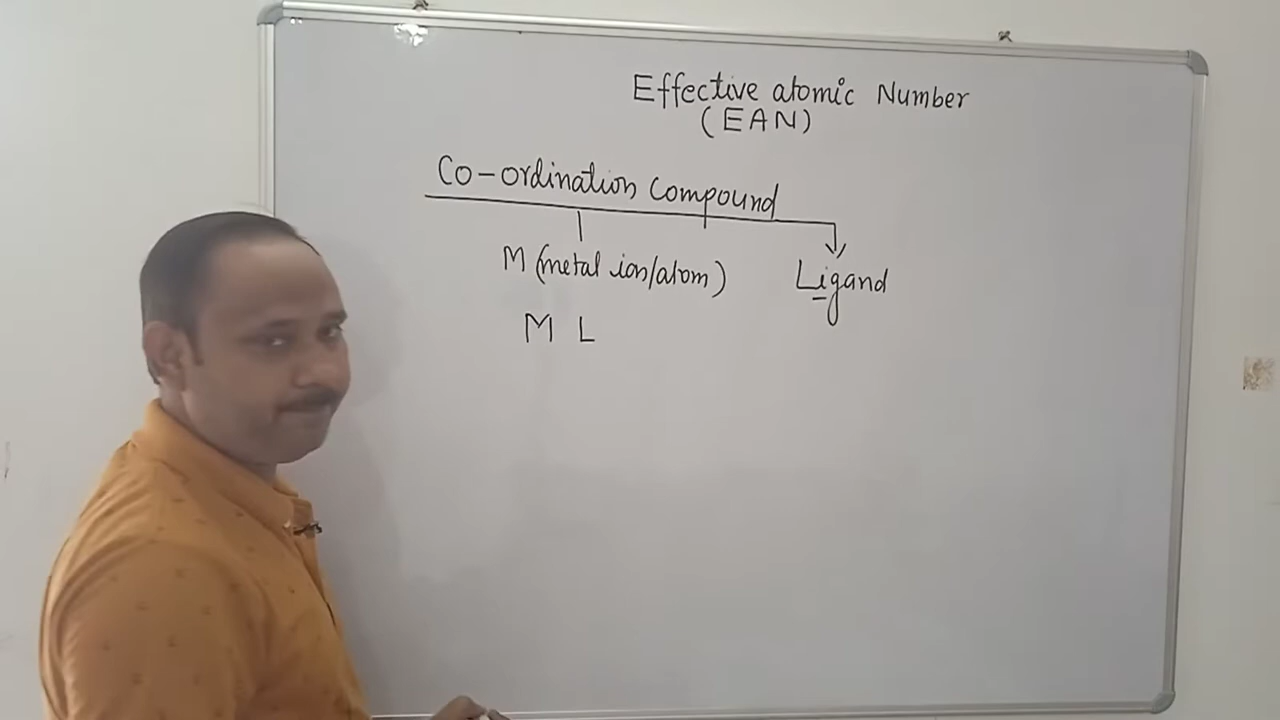 Effective atomic Number
(EAN)
Co-ordination Compound
M (metal ion/atom)
Ligand
M L